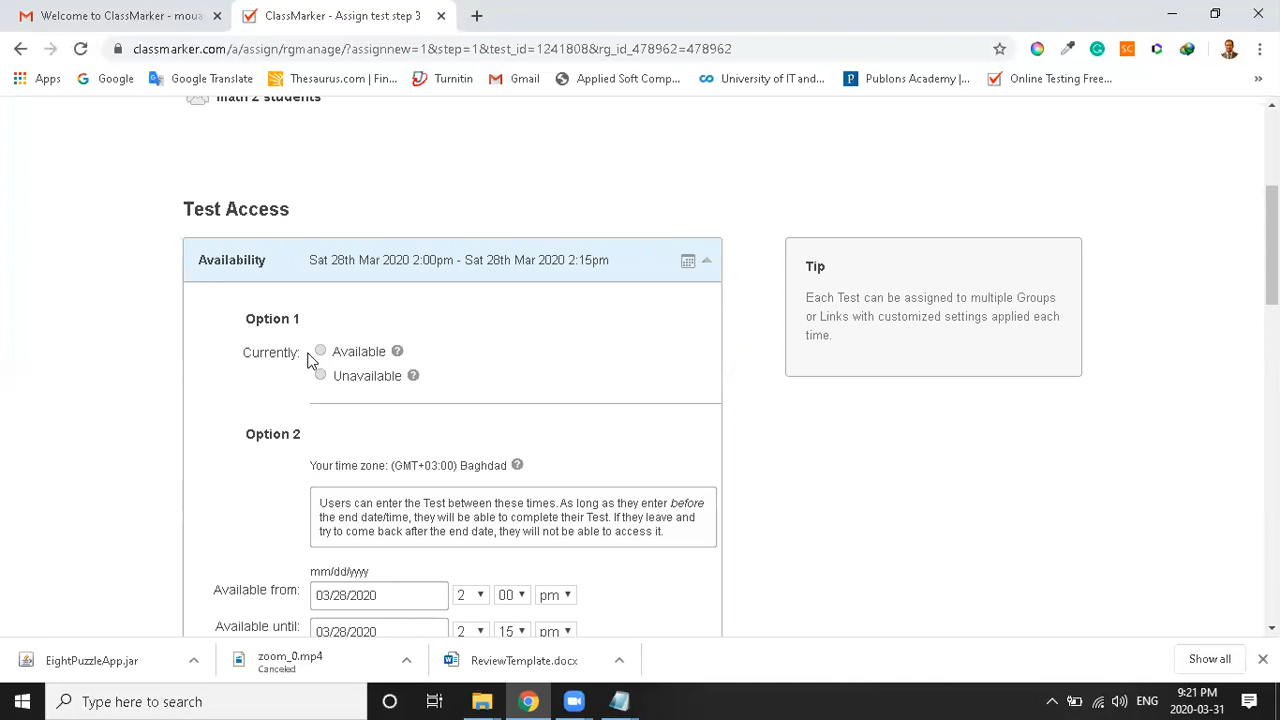 Welcome to ClassMarker - moua
ClassMarker - Assign test step 3
classmarker.com/a/assign/rgmanage/?assignnew=1&step=1&test_id=1241808&rg_id_478962=478962
Apps Google Google Translate Thesaurus.com | Fin... Turnitin Gmail Applied Soft Comp... University of IT and... Publons Academy |... Online Testing Free... »
math 2 students
Test Access
Availability Sat 28th Mar 2020 2:00pm - Sat 28th Mar 2020 2:15pm
Option 1
Currently: Available
Unavailable
Option 2
Your time zone: (GMT+03:00) Baghdad
Users can enter the Test between these times. As long as they enter before
the end date/time, they will be able to complete their Test. If they leave and
try to come back after the end date, they will not be able to access it.
mm/dd/yyyy
Available from: 03/28/2020 2 00 pm
Available until: 03/28/2020 2 15 pm
Tip
Each Test can be assigned to multiple Groups
or Links with customized settings applied each
time.
EightPuzzleApp.jar
zoom_0.mp4
Canceled
ReviewTemplate.docx
Show all
Type here to search
ENG
9:21 PM
2020-03-31